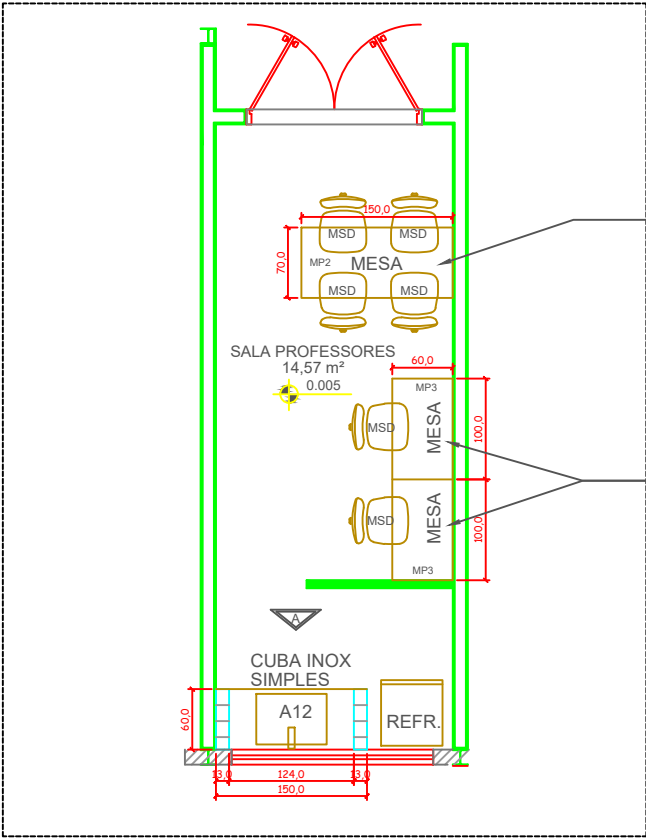 150,0
MSD MSD
70,0
MP2
MESA
MSD MSD
SALA PROFESSORES
14,57 m²
0.005
60,0
MP3
MSD
MESA
100,0
MSD
MESA
100,0
MP3
A
CUBA INOX
SIMPLES
60,0
A12
REFR.
13,0 124,0 13,0
150,0